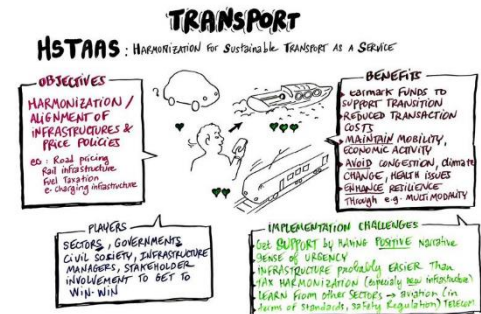 TRANSPORT
HSTAAS : HARMONIZATION FOR SUSTAINABLE TRANSPORT AS A SERVICE
OBJECTIVES
HARMONIZATION /
ALIGNMENT OF
INFRASTRUCTURES &
PRICE POLICIES
eg : Road pricing
Rail infrastructure
Fuel Taxation
e-charging infrastructure
?
BENEFITS
EARMARK FUNDS TO
SUPPORT TRANSITION
REDUCED TRANSACTION
COSTS
MAINTAIN MOBILITY,
ECONOMIC ACTIVITY
AVOID CONGESTION, climate
CHANGE, HEALTH ISSUES
ENHANCE RESILIENCE
THROUGH e.g. MULTIMODALITY
PLAYERS
SECTORS, GOVERNMENTS
CIVIL SOCIETY, INFRASTRUCTURE
MANAGERS, STAKEHOLDER
INVOLVEMENT TO GET TO
WIN-WIN
IMPLEMENTATION CHALLENGES
Get SUPPORT by having POSITIVE narrative
SENSE OF URGENCY
INFRASTRUCTURE probably EASIER Than
TAX HARMONIZATION (especially new infrastructure)
LEARN From other SECTORS → aviation (in
terms of standards, safety Regulation) TELECOM